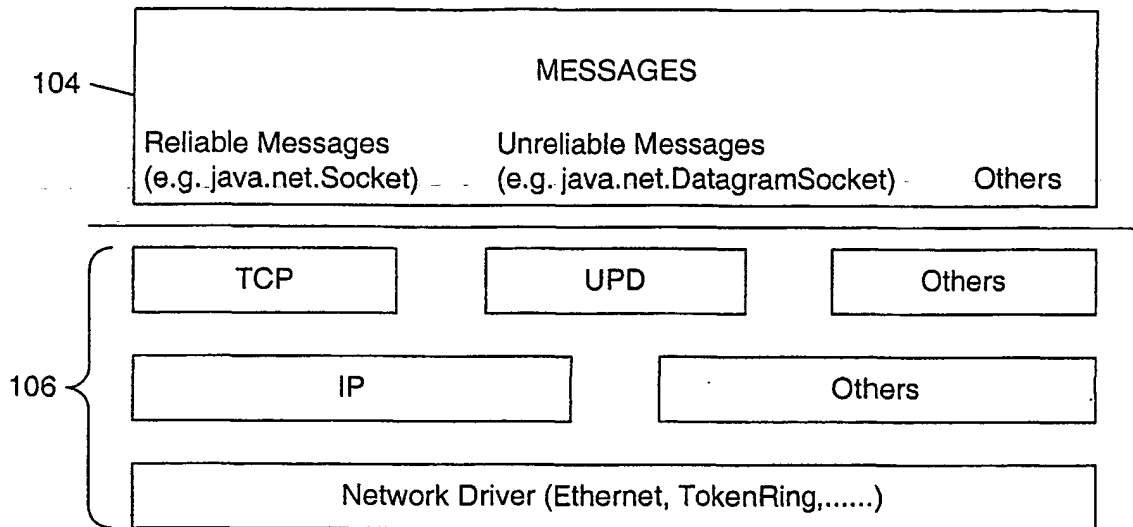 MESSAGES
104
Reliable Messages
(e.g. java.net.Socket)
Unreliable Messages
(e.g. java.net.DatagramSocket)
Others
TCP
UPD
Others
106
IP
Others
Network Driver (Ethernet, TokenRing,......)